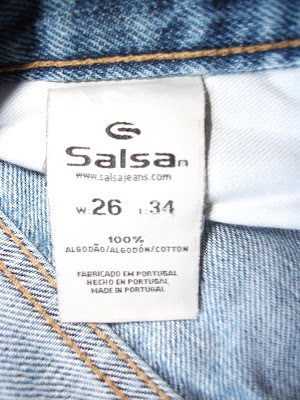 Salsa
www.salsajeans.com
W:26 L:34
100%
ALGODÃO/ALGODÓN/COTTON
FABRICADO EM PORTUGAL
HECHO EN PORTUGAL
MADE IN PORTUGAL